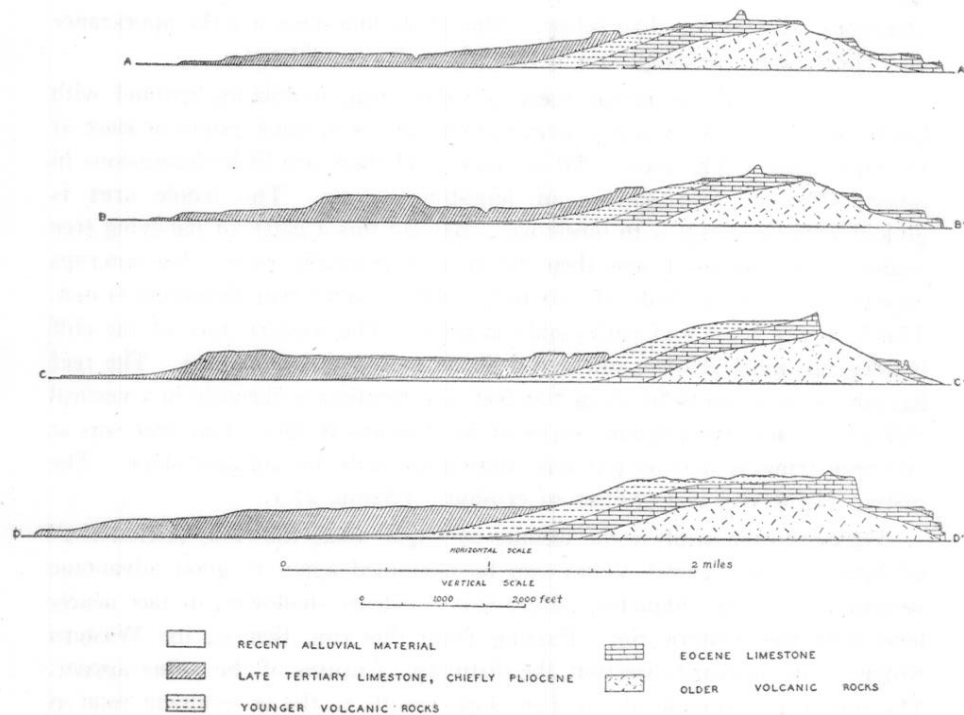 A A'
B B'
C C'
D D'
HORIZONTAL SCALE
0 1 2 miles
VERTICAL SCALE
0 1000 2000 feet
RECENT ALLUVIAL MATERIAL
LATE TERTIARY LIMESTONE, CHIEFLY PLIOCENE
YOUNGER VOLCANIC ROCKS
EOCENE LIMESTONE
OLDER VOLCANIC ROCKS